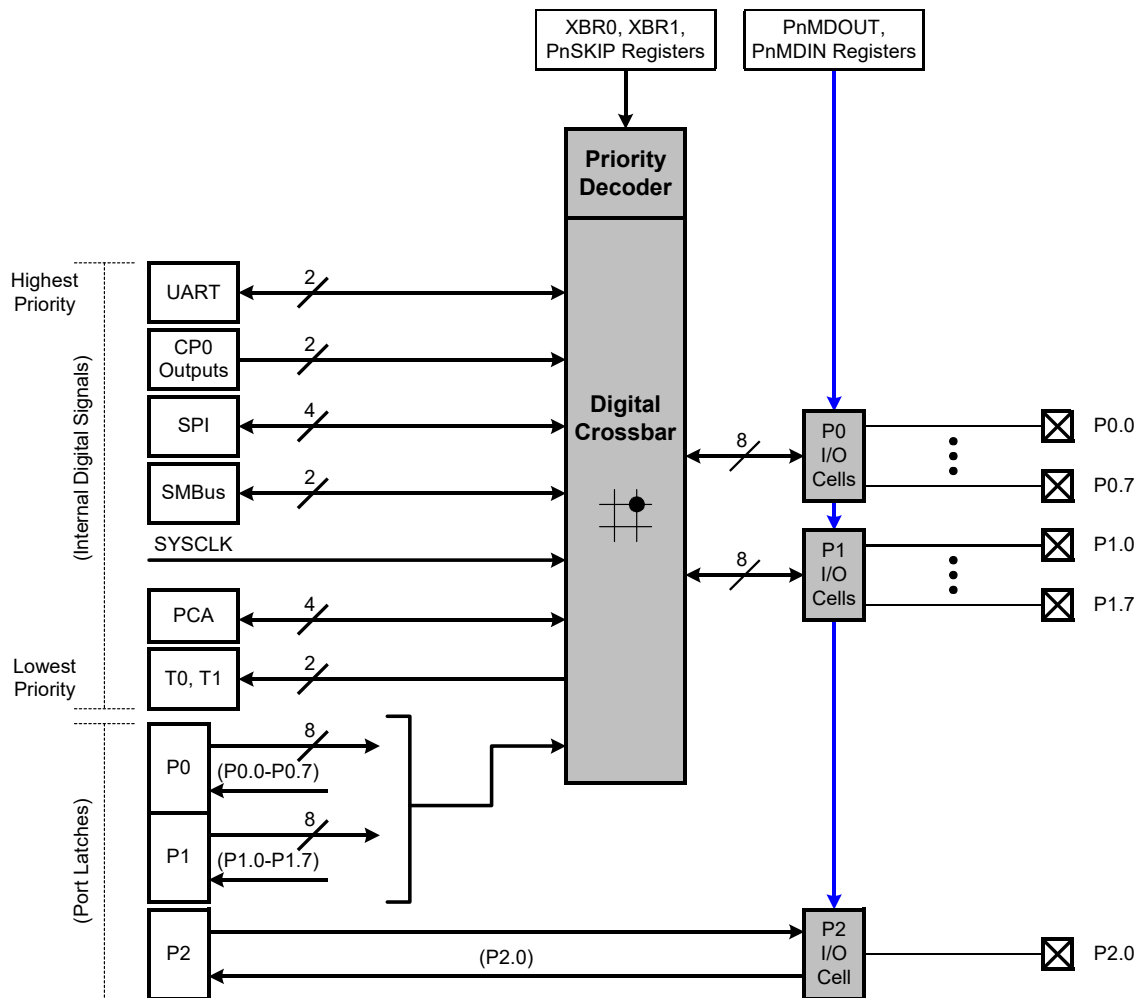 XBR0, XBR1,
PnSKIP Registers
PnMDOUT,
PnMDIN Registers
Priority
Decoder
Highest
Priority
(Internal Digital Signals)
UART
2
CP0
Outputs
2
SPI
4
SMBus
2
SYSCLK
PCA
4
Lowest
Priority
T0, T1
2
Digital
Crossbar
8
P0
I/O
Cells
P0.0
P0.7
8
P1
I/O
Cells
P1.0
P1.7
(Port Latches)
P0
8
(P0.0-P0.7)
P1
8
(P1.0-P1.7)
P2
(P2.0)
P2
I/O
Cell
P2.0